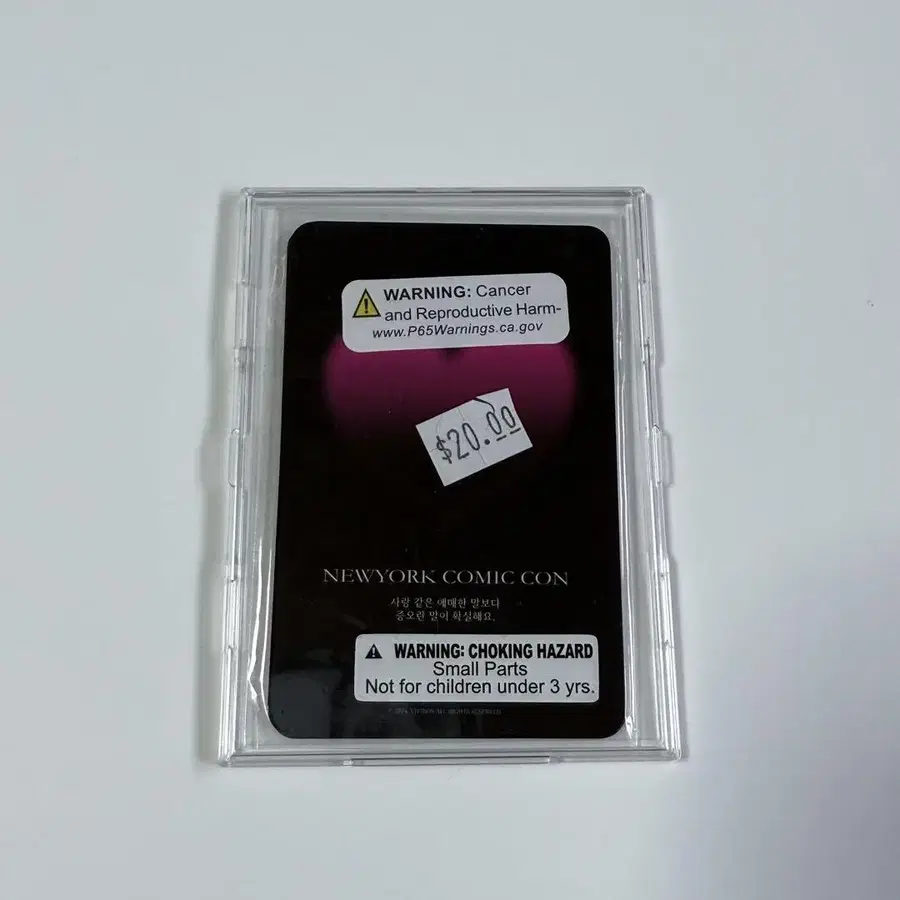 WARNING: Cancer
and Reproductive Harm-
www.P65Warnings.ca.gov
$20.00
NEWYORK COMIC CON
사랑 같은 애매한 말보다
증오란 말이 확실해요.
WARNING: CHOKING HAZARD
Small Parts
Not for children under 3 yrs.